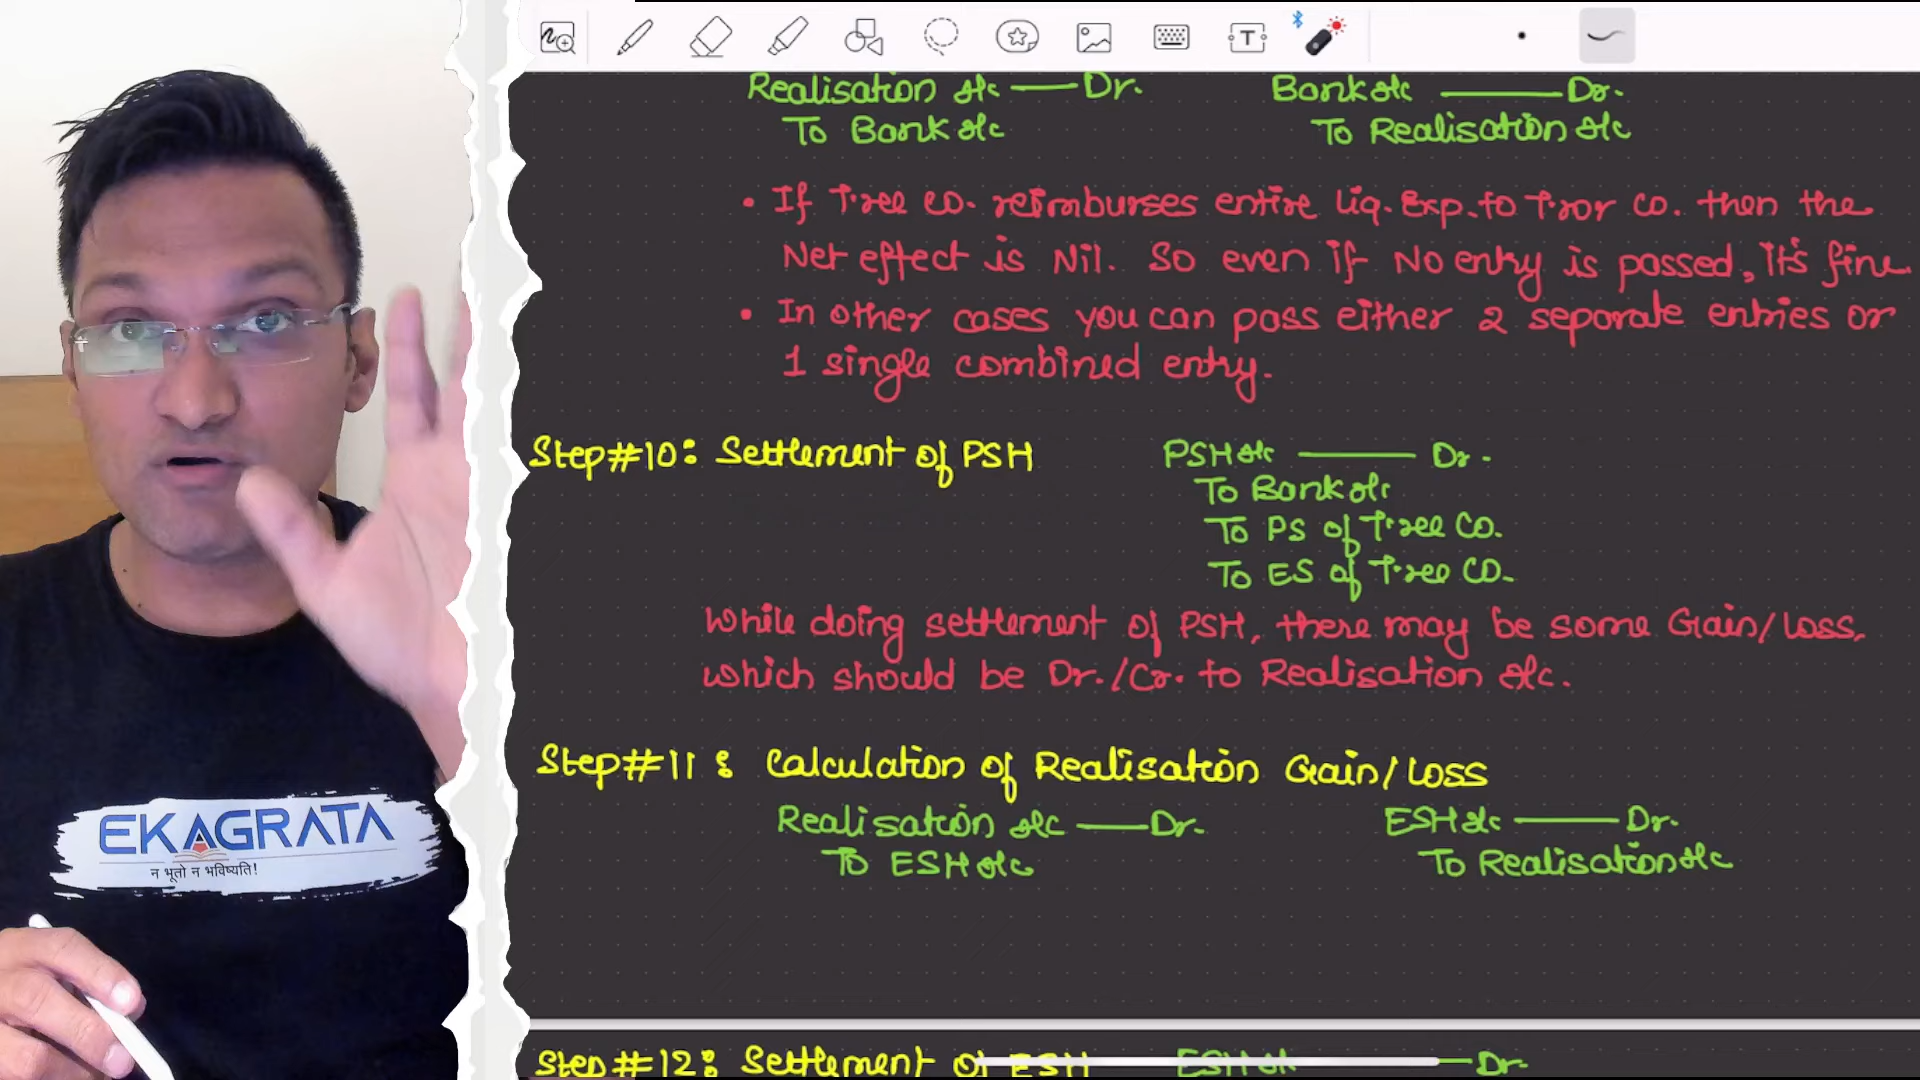 Realisation a/c —— Dr.
To Bank a/c
Bank a/c ——— Dr.
To Realisation a/c
• If T'ree Co. reimburses entire Liq. Exp. to T'ror Co. then the
Net effect is Nil. So even if No entry is passed, it's fine
• In other cases you can pass either 2 separate entries or
1 single combined entry.
Step#10: Settlement of PSH
PSH a/c ——— Dr.
To Bank a/c
To PS of T'ree Co.
To ES of T'ree Co.
While doing settlement of PSH, there may be some Gain/Loss,
which should be Dr./Cr. to Realisation a/c.
Step#11: Calculation of Realisation Gain/Loss
Realisation a/c —— Dr.
To ESH a/c
ESH a/c ——— Dr.
To Realisation a/c
Step#12: Settlement of ESH
ESH a/c —— Dr.
EKAGRATA
न भूतो न भविष्यति!
T